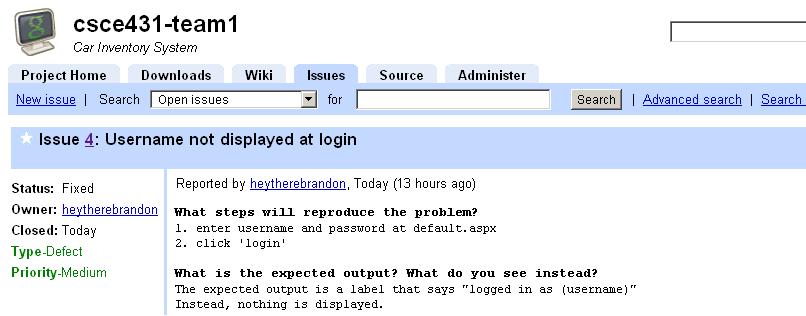 csce431-team1
Car Inventory System
Project Home Downloads Wiki Issues Source Administer
New issue | Search Open issues for Search | Advanced search | Search
Issue 4: Username not displayed at login
Status: Fixed
Owner: heytherebrandon
Closed: Today
Type-Defect
Priority-Medium
Reported by heytherebrandon, Today (13 hours ago)
What steps will reproduce the problem?
1. enter username and password at default.aspx
2. click 'login'
What is the expected output? What do you see instead?
The expected output is a label that says "logged in as (username)"
Instead, nothing is displayed.